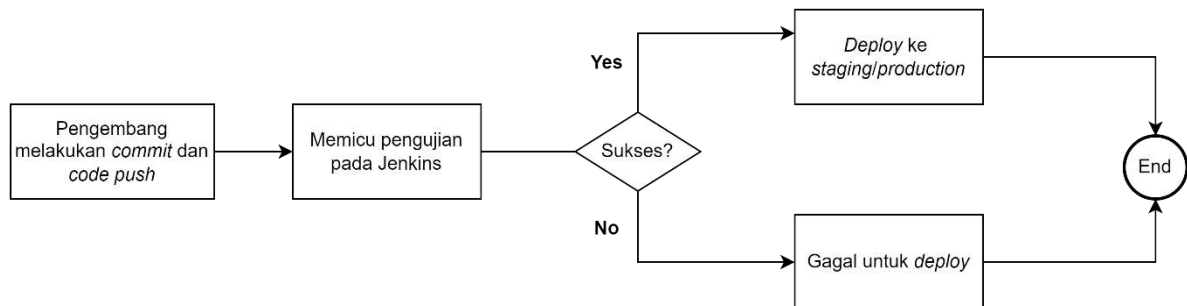 Pengembang
melakukan commit dan
code push
Memicu pengujian
pada Jenkins
Sukses?
Yes
Deploy ke
staging/production
No
Gagal untuk deploy
End